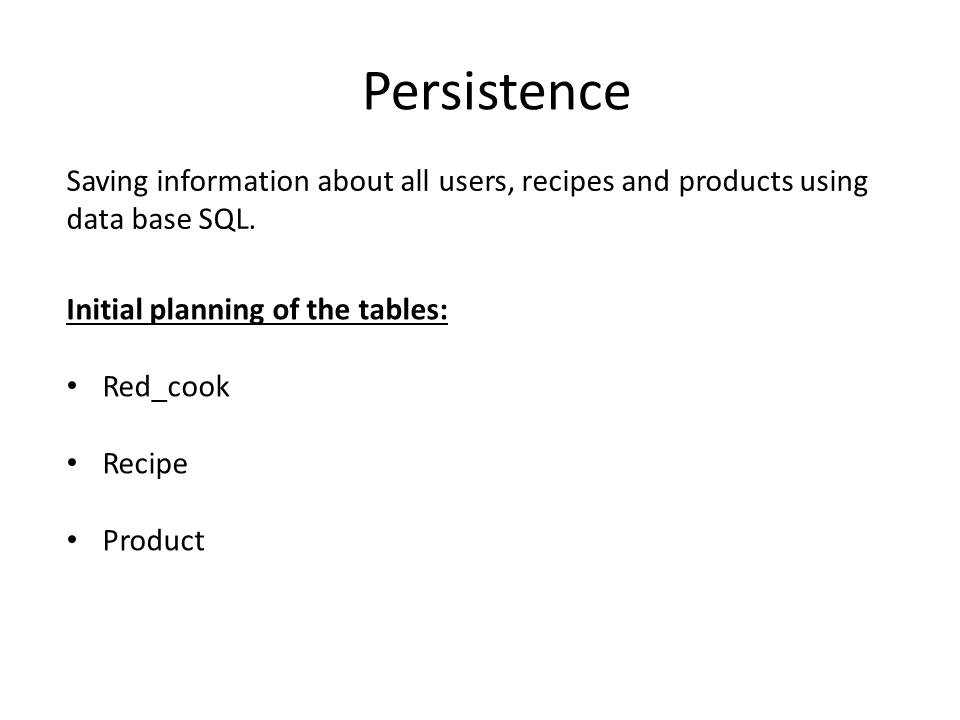 Persistence
Saving information about all users, recipes and products using
data base SQL.
Initial planning of the tables:
• Red_cook
• Recipe
• Product